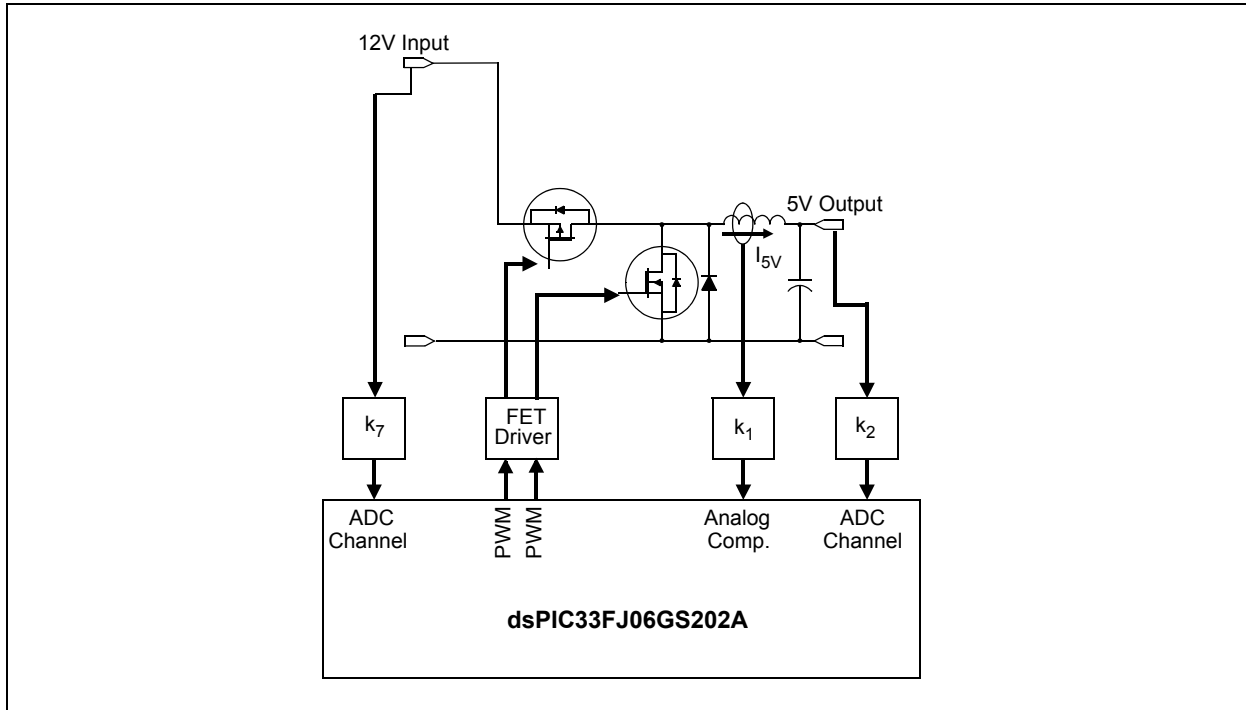 12V Input
5V Output
I5V
k7
FET
Driver
k1
k2
ADC
Channel
PWM
PWM
Analog
Comp.
ADC
Channel
dsPIC33FJ06GS202A